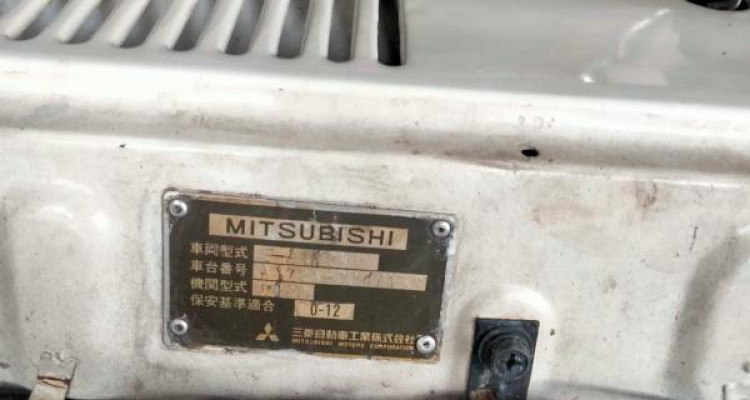 MITSUBISHI
車両型式
車台番号
機関型式
保安基準適合 0-12
三菱自動車工業株式会社
MITSUBISHI MOTORS CORPORATION